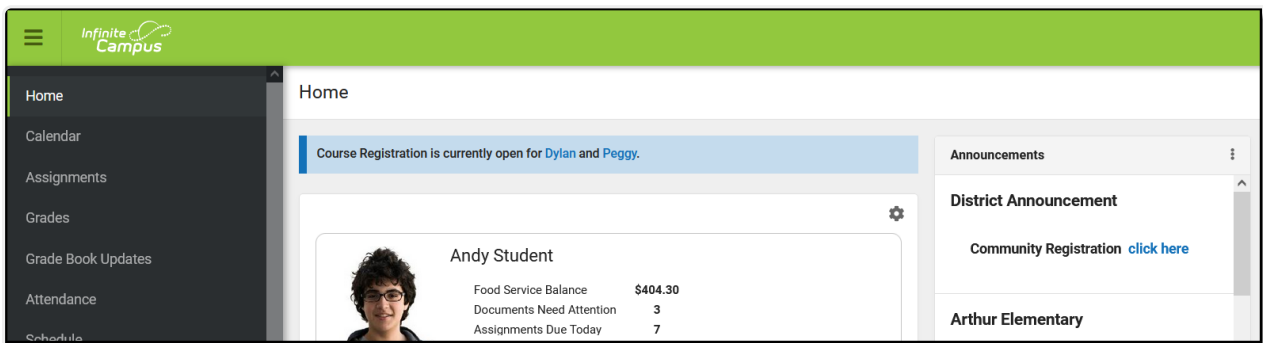 Infinite
Campus
Home
Calendar
Assignments
Grades
Grade Book Updates
Attendance
Schedule
Home
Course Registration is currently open for Dylan and Peggy.
Andy Student
Food Service Balance $404.30
Documents Need Attention 3
Assignments Due Today 7
Announcements
District Announcement
Community Registration click here
Arthur Elementary